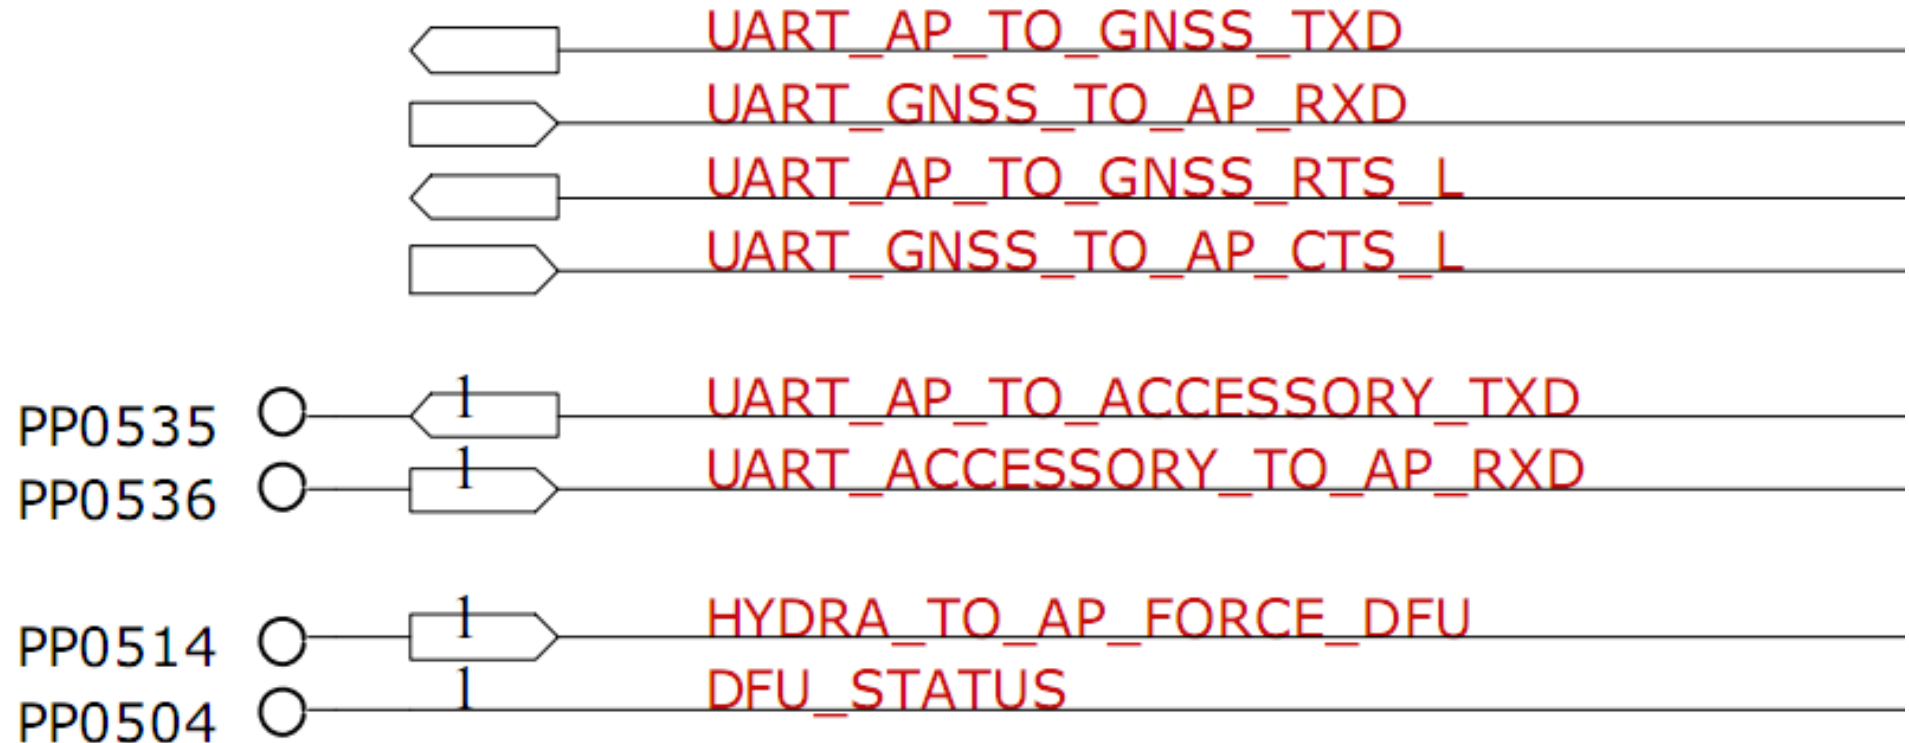 UART_AP_TO_GNSS_TXD
UART_GNSS_TO_AP_RXD
UART_AP_TO_GNSS_RTS_L
UART_GNSS_TO_AP_CTS_L
PP0535 1 UART_AP_TO_ACCESSORY_TXD
PP0536 1 UART_ACCESSORY_TO_AP_RXD
PP0514 1 HYDRA_TO_AP_FORCE_DFU
PP0504 1 DFU_STATUS